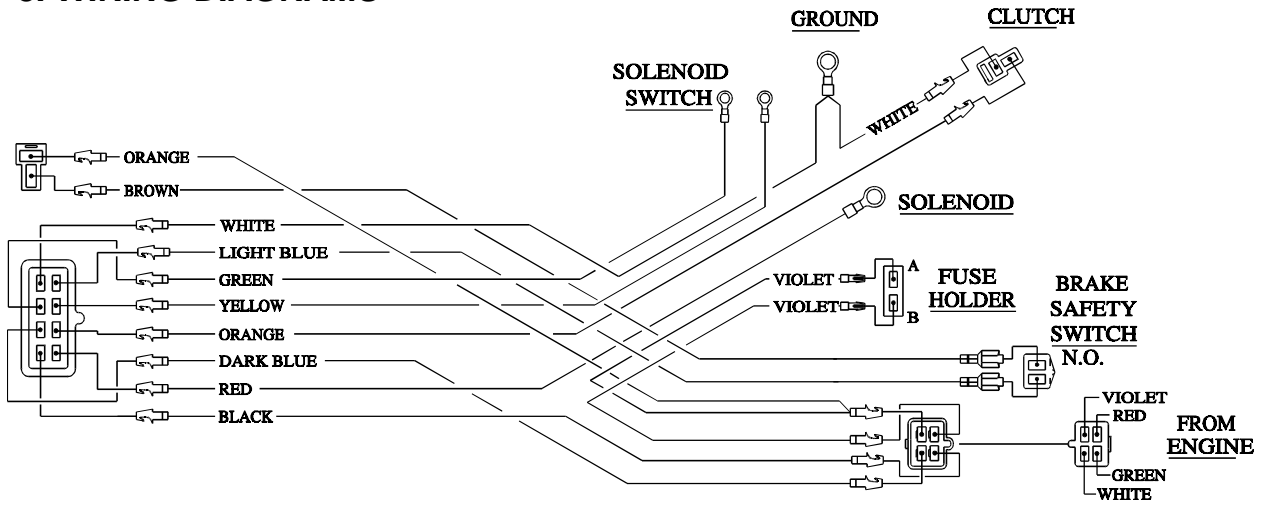 GROUND
CLUTCH
SOLENOID
SWITCH
WHITE
ORANGE
BROWN
SOLENOID
WHITE
LIGHT BLUE
GREEN
YELLOW
ORANGE
DARK BLUE
RED
BLACK
VIOLET
VIOLET
A
B
FUSE
HOLDER
BRAKE
SAFETY
SWITCH
N.O.
VIOLET
RED
FROM
ENGINE
GREEN
WHITE